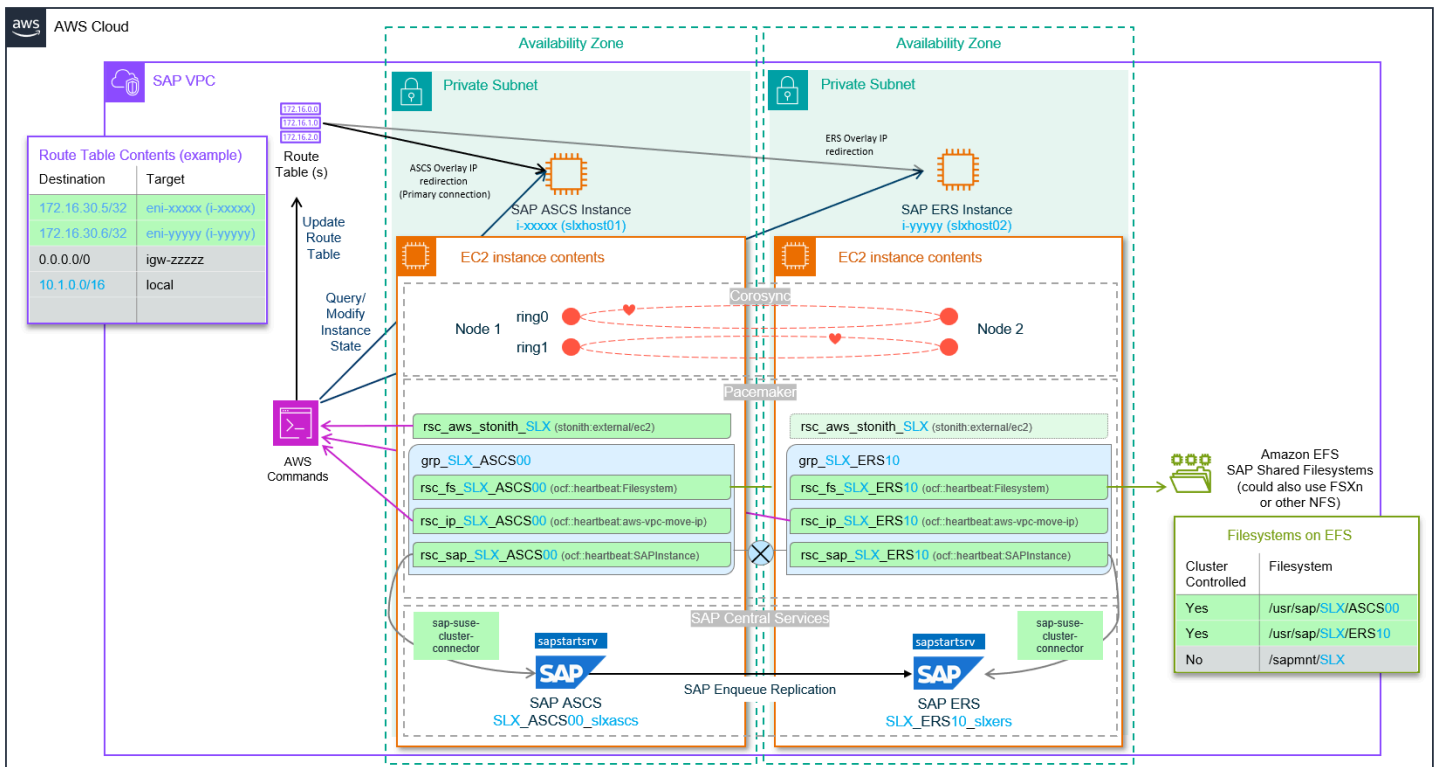 aws
AWS Cloud
Availability Zone
Availability Zone
SAP VPC
Private Subnet
Private Subnet
172.16.0.0
172.16.1.0
172.16.2.0
Route
Table (s)
Route Table Contents (example)
Destination Target
172.16.30.5/32 eni-xxxxx (i-xxxxx)
172.16.30.6/32 eni-yyyyy (i-yyyyy)
0.0.0.0/0 igw-zzzzz
10.1.0.0/16 local
ASCS Overlay IP
redirection
(Primary connection)
ERS Overlay IP
redirection
SAP ASCS Instance
i-xxxxx (slxhost01)
SAP ERS Instance
i-yyyyy (slxhost02)
Update
Route
Table
Query/
Modify
Instance
State
AWS
Commands
EC2 instance contents
EC2 instance contents
Corosync
Node 1
ring0
ring1
Node 2
Pacemaker
rsc_aws_stonith_SLX (stonith:external/ec2)
rsc_aws_stonith_SLX (stonith:external/ec2)
grp_SLX_ASCS00
grp_SLX_ERS10
rsc_fs_SLX_ASCS00 (ocf::heartbeat:Filesystem)
rsc_fs_SLX_ERS10 (ocf::heartbeat:Filesystem)
rsc_ip_SLX_ASCS00 (ocf::heartbeat:aws-vpc-move-ip)
rsc_ip_SLX_ERS10 (ocf::heartbeat:aws-vpc-move-ip)
rsc_sap_SLX_ASCS00 (ocf::heartbeat:SAPInstance)
rsc_sap_SLX_ERS10 (ocf::heartbeat:SAPInstance)
SAP Central Services
sap-suse-
cluster-
connector
sapstartsrv
SAP
SAP ASCS
SLX_ASCS00_slxascs
SAP Enqueue Replication
sapstartsrv
SAP
SAP ERS
SLX_ERS10_slxers
sap-suse-
cluster-
connector
Amazon EFS
SAP Shared Filesystems
(could also use FSXn
or other NFS)
Filesystems on EFS
Cluster
Controlled Filesystem
Yes /usr/sap/SLX/ASCS00
Yes /usr/sap/SLX/ERS10
No /sapmnt/SLX